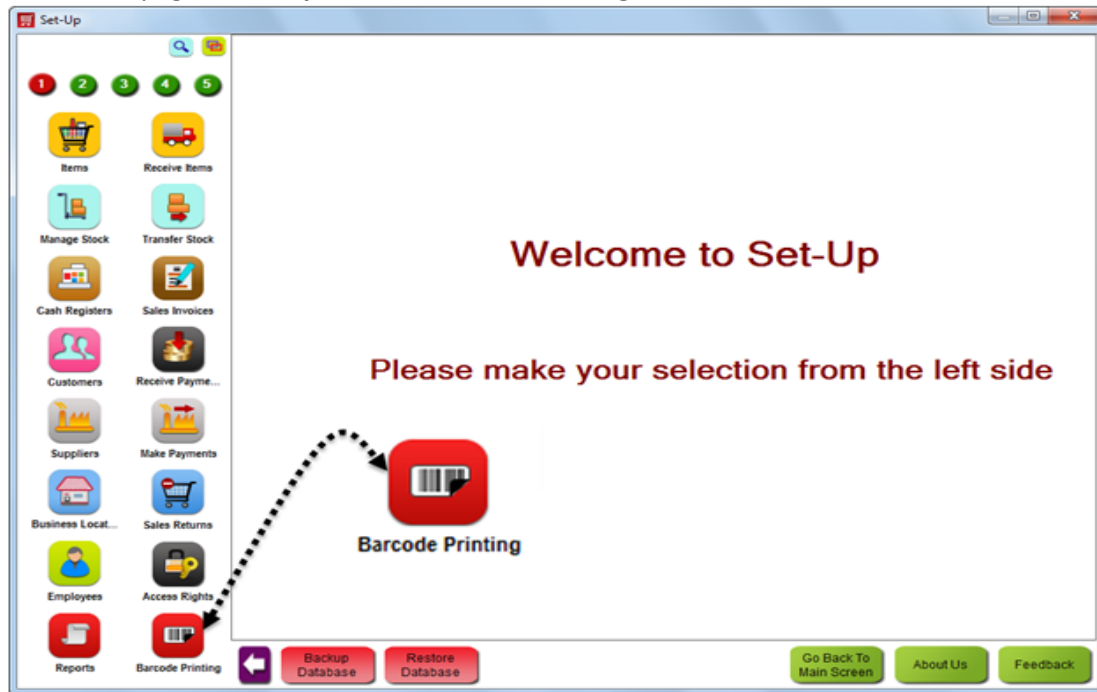 Set-Up
1 2 3 4 5
Items Receive Items
Manage Stock Transfer Stock
Cash Registers Sales Invoices
Customers Receive Payme...
Suppliers Make Payments
Business Locat... Sales Returns
Employees Access Rights
Reports Barcode Printing
Welcome to Set-Up
Please make your selection from the left side
Barcode Printing
Backup
Database
Restore
Database
Go Back To
Main Screen
About Us
Feedback